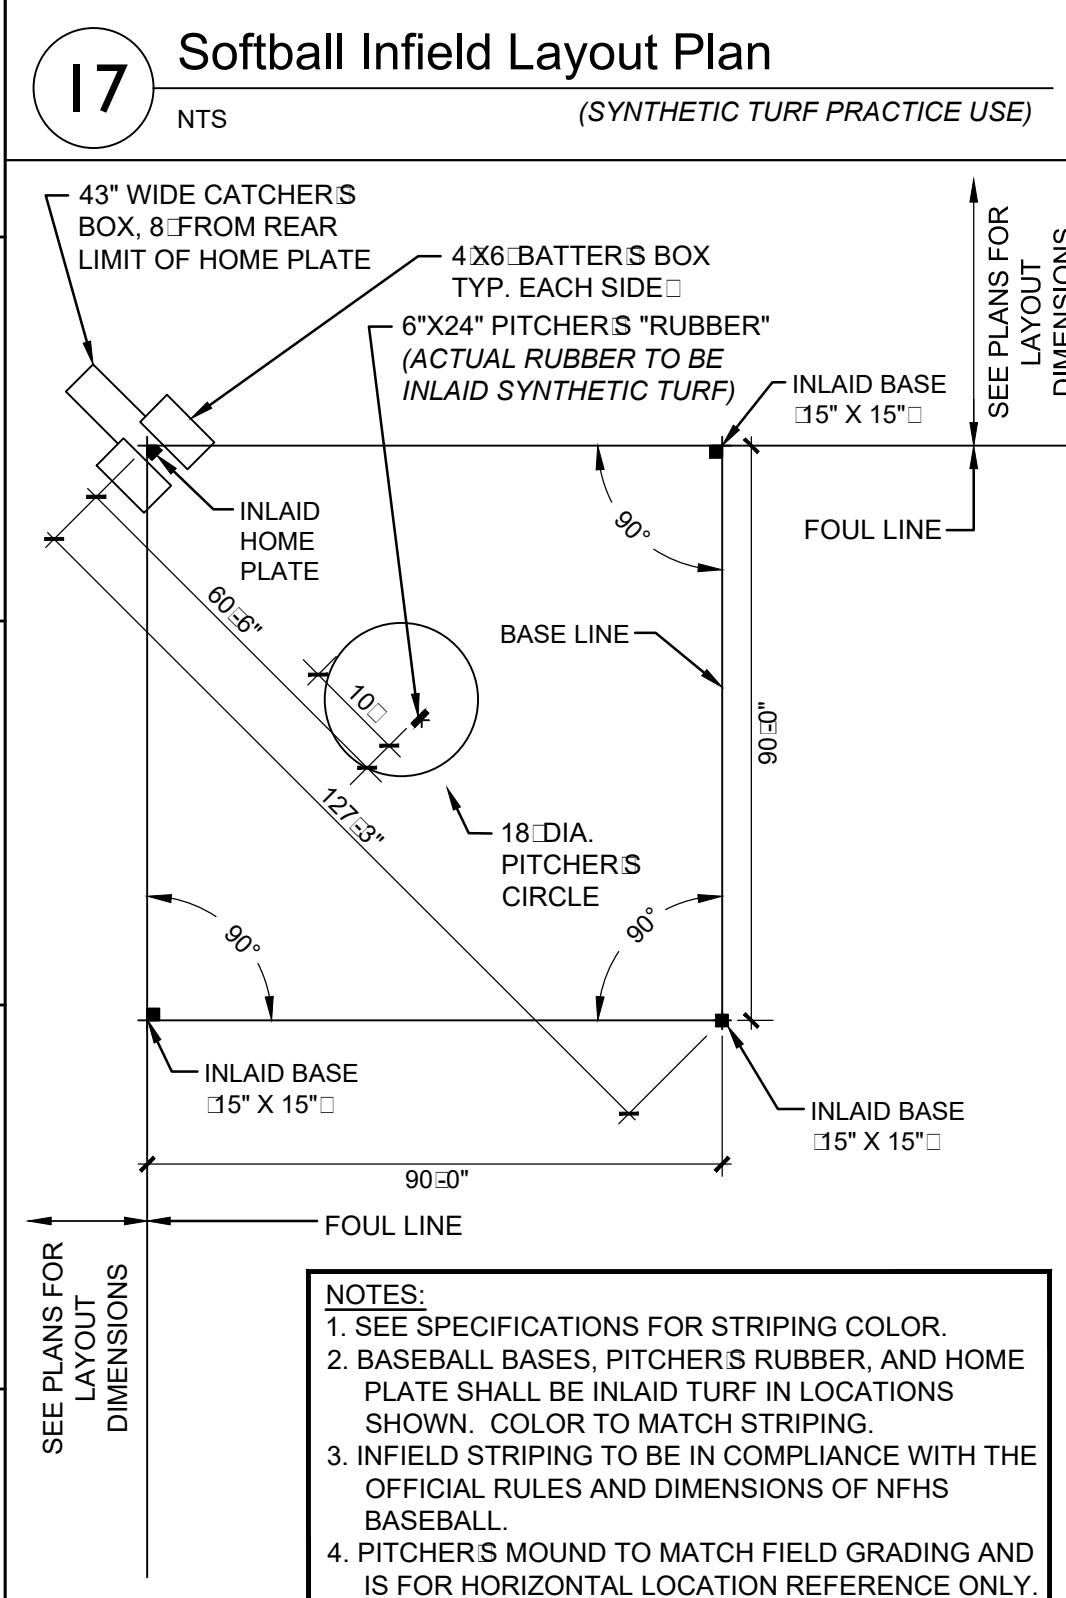 17
Softball Infield Layout Plan
NTS
(SYNTHETIC TURF PRACTICE USE)
43" WIDE CATCHER□S
BOX, 8□ FROM REAR
LIMIT OF HOME PLATE
4□X6□ BATTER□S BOX
TYP. EACH SIDE□
6"X24" PITCHER□S "RUBBER"
(ACTUAL RUBBER TO BE
INLAID SYNTHETIC TURF)
INLAID BASE
□15" X 15"□
SEE PLANS FOR
LAYOUT
DIMENSIONS
FOUL LINE
INLAID
HOME
PLATE
90°
60□-6"
BASE LINE
10□
90□-0"
127□-3"
18□ DIA.
PITCHER□S
CIRCLE
90°
90°
INLAID BASE
□15" X 15"□
INLAID BASE
□15" X 15"□
90□-0"
FOUL LINE
SEE PLANS FOR
LAYOUT
DIMENSIONS
NOTES:
1. SEE SPECIFICATIONS FOR STRIPING COLOR.
2. BASEBALL BASES, PITCHER□S RUBBER, AND HOME
PLATE SHALL BE INLAID TURF IN LOCATIONS
SHOWN. COLOR TO MATCH STRIPING.
3. INFIELD STRIPING TO BE IN COMPLIANCE WITH THE
OFFICIAL RULES AND DIMENSIONS OF NFHS
BASEBALL.
4. PITCHER□S MOUND TO MATCH FIELD GRADING AND
IS FOR HORIZONTAL LOCATION REFERENCE ONLY.